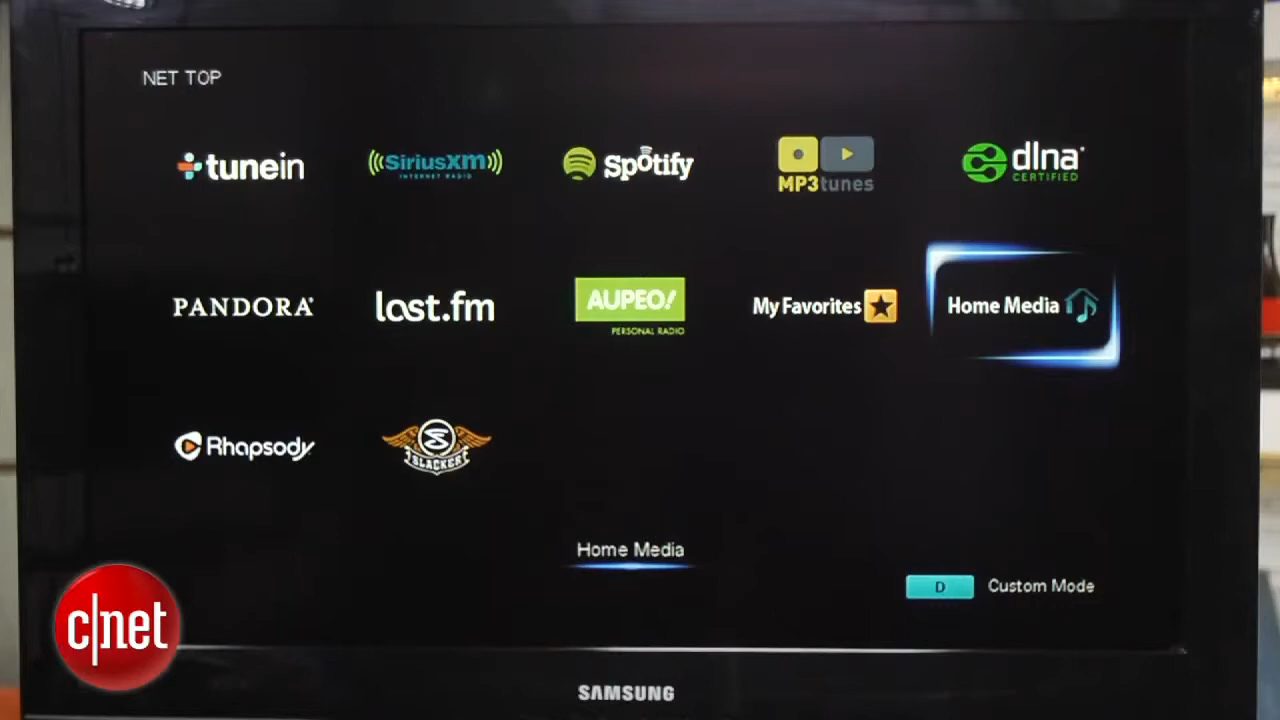 NET TOP
tunein
SiriusXM
INTERNET RADIO
Spotify
MP3tunes
dlna
CERTIFIED
PANDORA
last.fm
AUPEO!
PERSONAL RADIO
My Favorites
Home Media
Rhapsody
SLACKER
Home Media
D Custom Mode
c|net
SAMSUNG